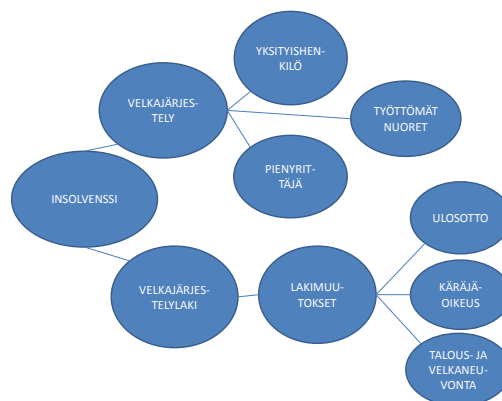 YKSITYISHEN-
KILÖ
VELKAJÄRJES-
TELY
TYÖTTÖMÄT
NUORET
PIENYRIT-
TÄJÄ
INSOLVENSSI
ULOSOTTO
VELKAJÄRJES-
TELYLAKI
LAKIMUU-
TOKSET
KÄRÄJÄ-
OIKEUS
TALOUS- JA
VELKANEU-
VONTA